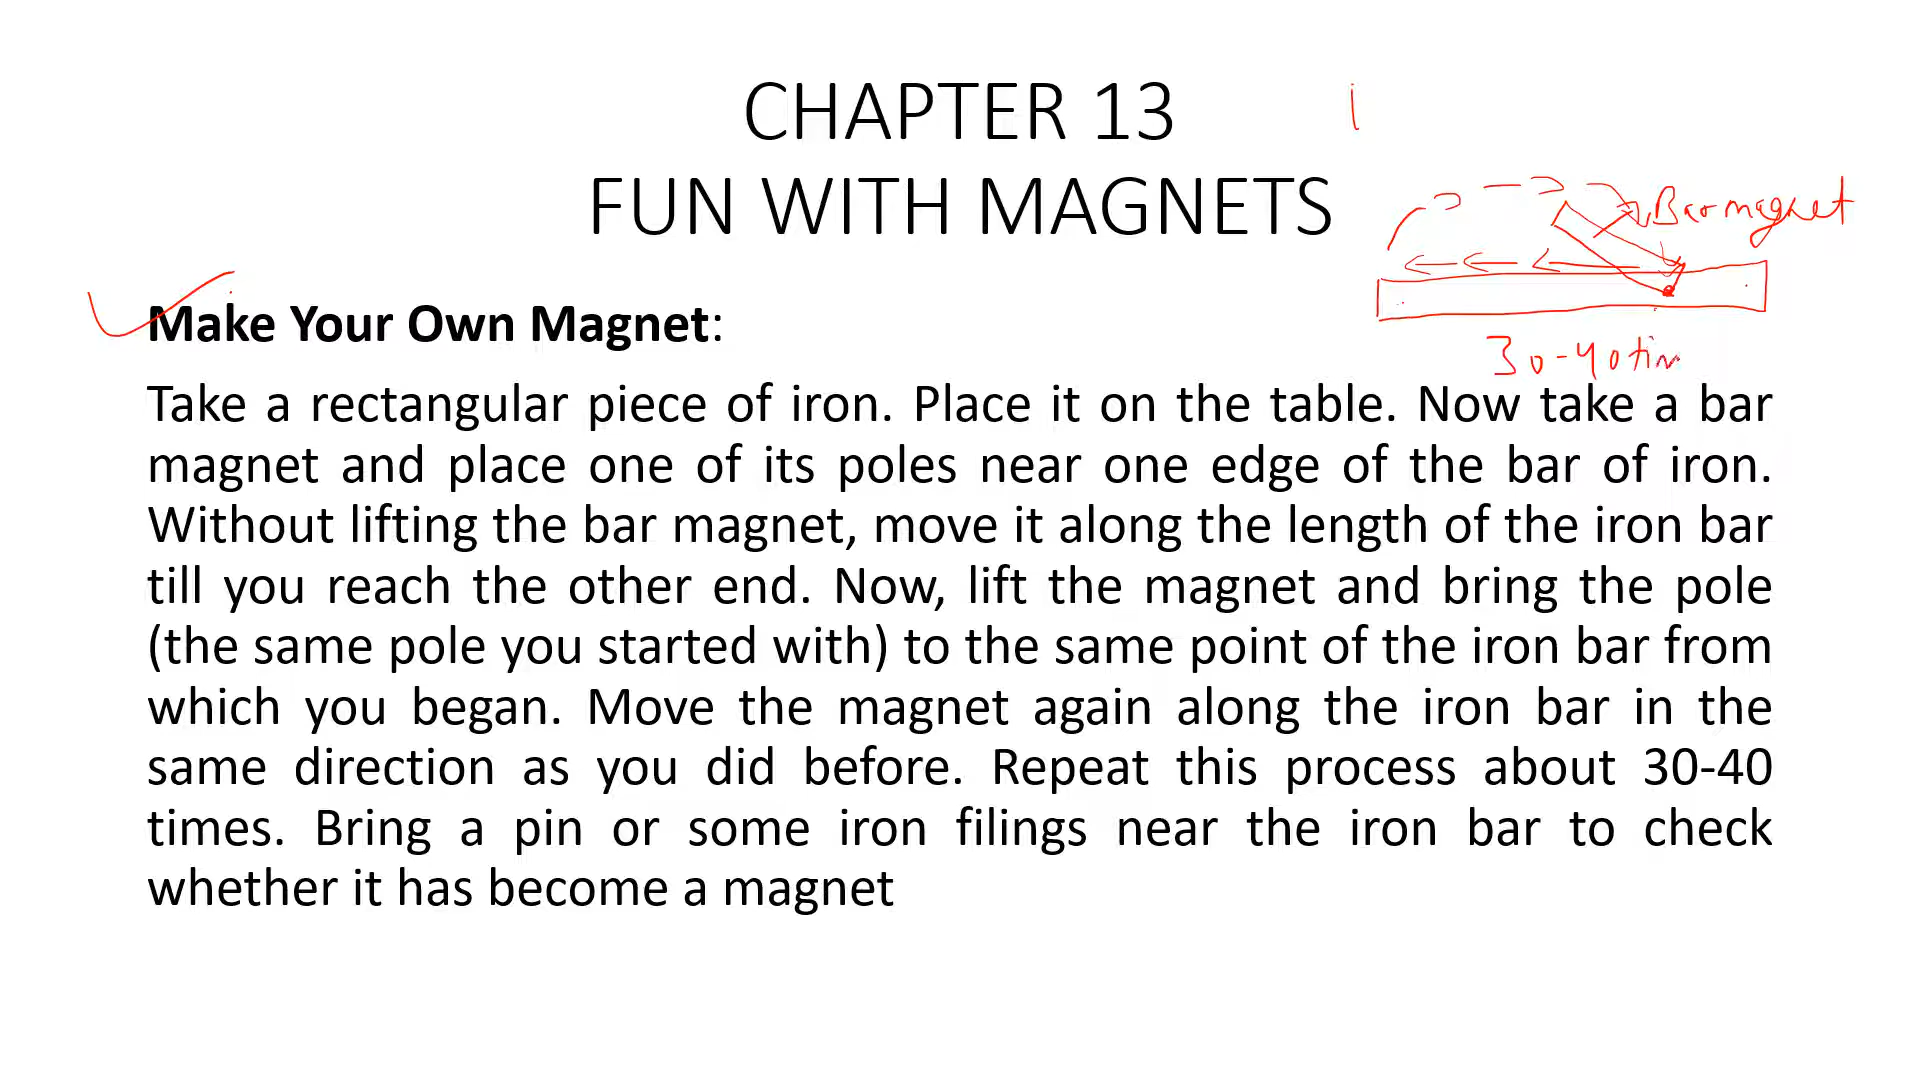 CHAPTER 13
FUN WITH MAGNETS
Bar magnet
Make Your Own Magnet:
30-40 tim
Take a rectangular piece of iron. Place it on the table. Now take a bar
magnet and place one of its poles near one edge of the bar of iron.
Without lifting the bar magnet, move it along the length of the iron bar
till you reach the other end. Now, lift the magnet and bring the pole
(the same pole you started with) to the same point of the iron bar from
which you began. Move the magnet again along the iron bar in the
same direction as you did before. Repeat this process about 30-40
times. Bring a pin or some iron filings near the iron bar to check
whether it has become a magnet